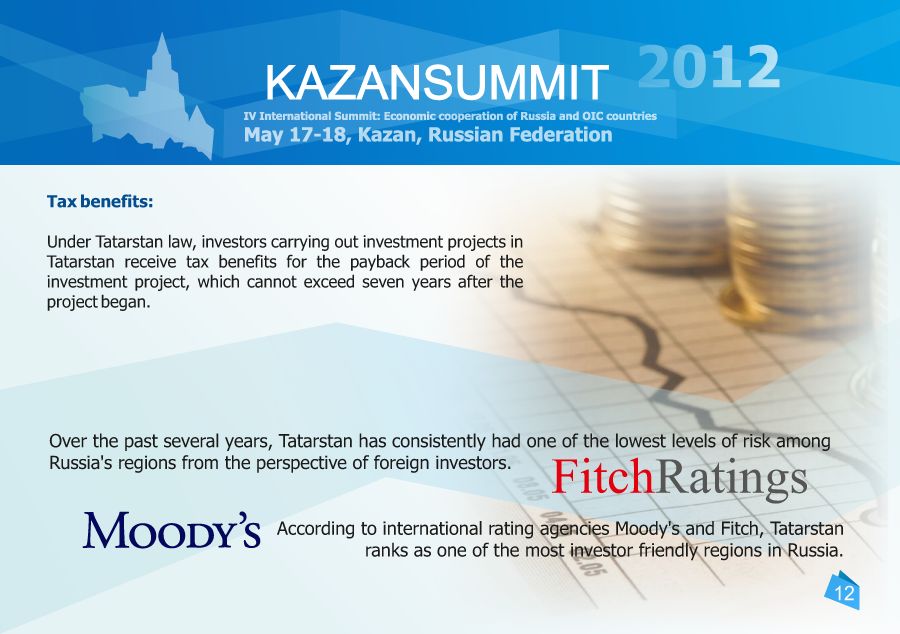 KAZANSUMMIT 2012
IV International Summit: Economic cooperation of Russia and OIC countries
May 17-18, Kazan, Russian Federation
Tax benefits:
Under Tatarstan law, investors carrying out investment projects in
Tatarstan receive tax benefits for the payback period of the
investment project, which cannot exceed seven years after the
project began.
Over the past several years, Tatarstan has consistently had one of the lowest levels of risk among
Russia's regions from the perspective of foreign investors.
FitchRatings
MOODY'S
According to international rating agencies Moody's and Fitch, Tatarstan
ranks as one of the most investor friendly regions in Russia.
03.05
12.05
12